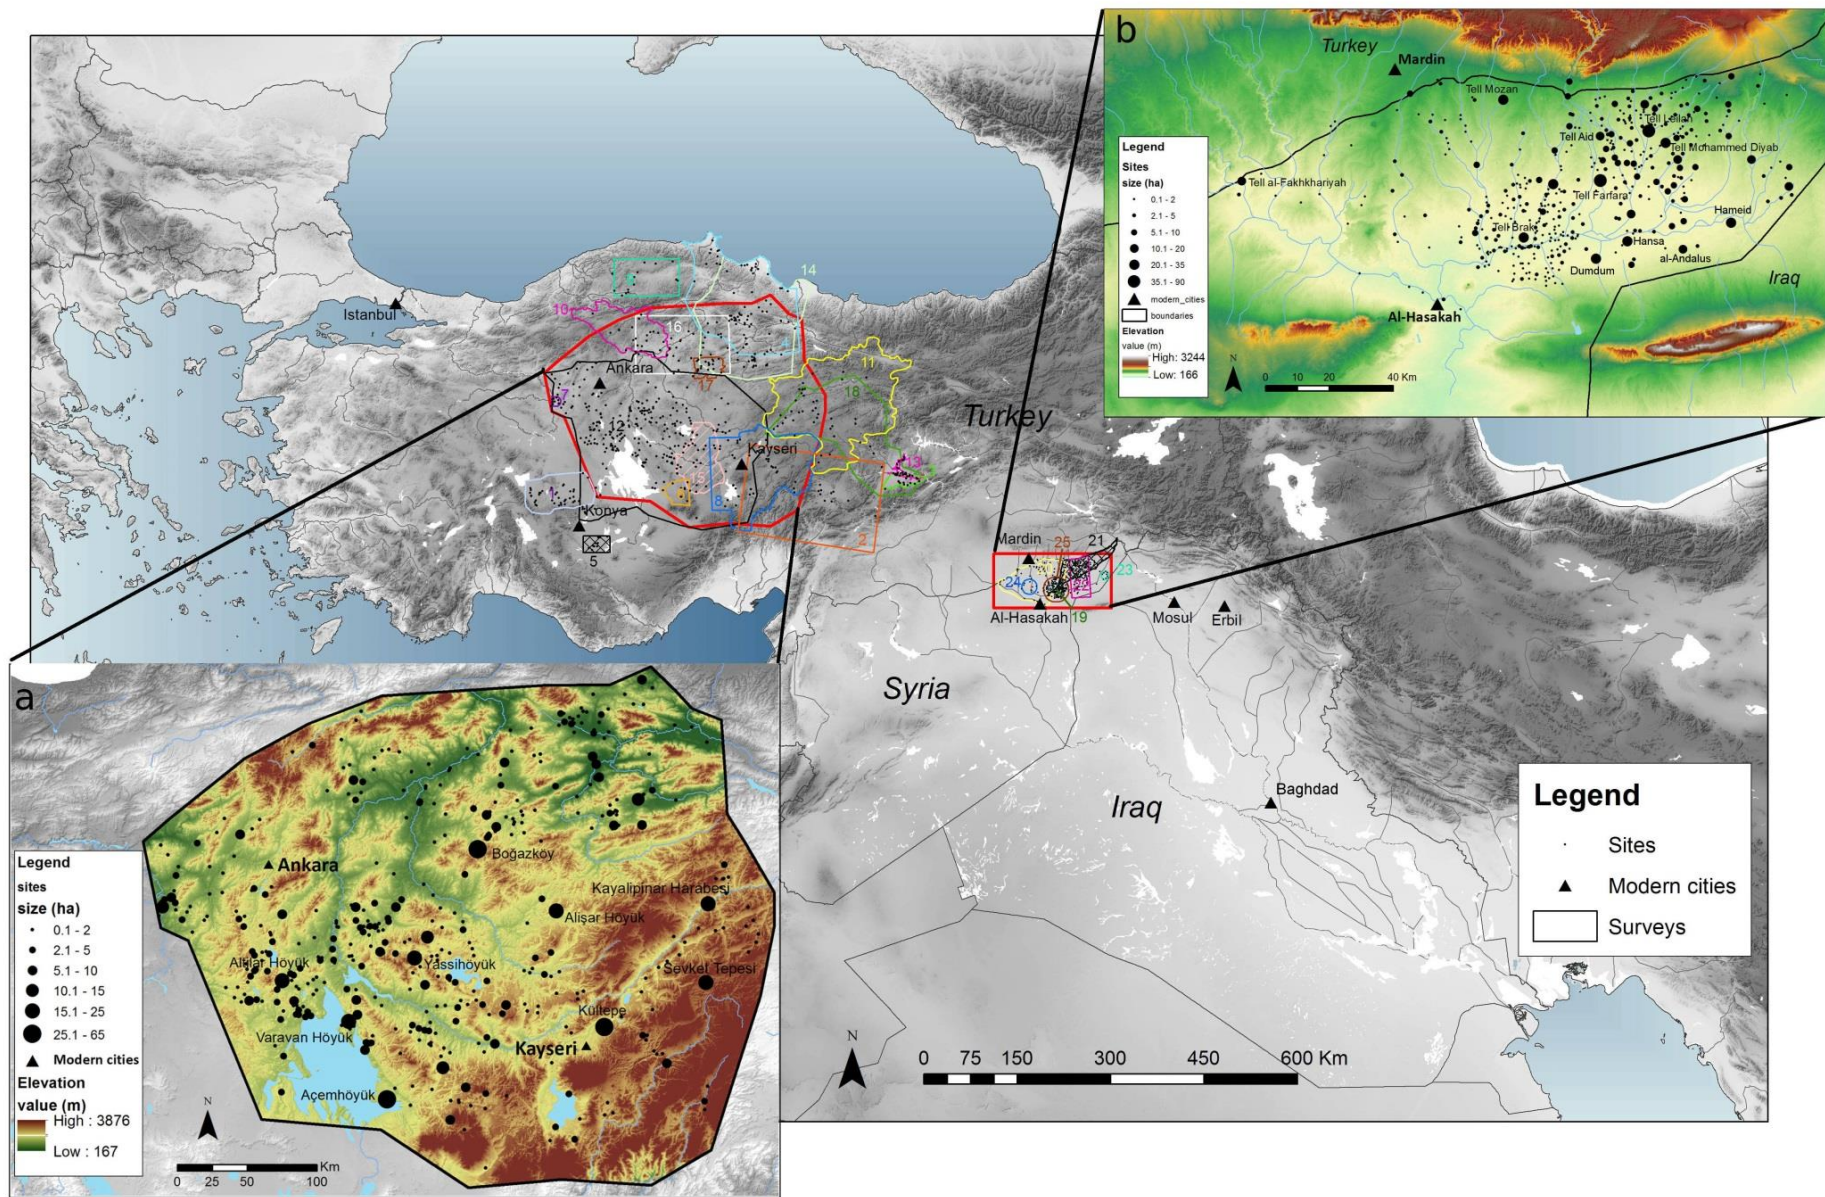 b
Turkey
Mardin
Tell Mozan
Tell Leilan
Tell Aid
Tell Mohammed Diyab
Tell al-Fakhkhariyah
Tell Farfara
Hameid
Tell Brak
Hansa
al-Andalus
Dumdum
Iraq
Al-Hasakah
Legend
Sites
size (ha)
0.1 - 2
2.1 - 5
5.1 - 10
10.1 - 20
20.1 - 35
35.1 - 90
modern_cities
boundaries
Elevation
value (m)
High: 3244
Low: 166
N
0 10 20 40 Km
14
10
16
Istanbul
Ankara
17
11
7
18
12
Turkey
Kayseri
13
1
8
Konya
2
5
Mardin
25
21
24
23
Al-Hasakah
19
Mosul
Erbil
Syria
Iraq
Baghdad
N
0 75 150 300 450 600 Km
Legend
Sites
Modern cities
Surveys
a
Ankara
Boğazköy
Kayalipinar Harabesi
Alişar Höyük
Yassihöyük
Sevket Tepesi
Kültepe
Varavan Höyük
Kayseri
Açemhöyük
Legend
sites
size (ha)
0.1 - 2
2.1 - 5
5.1 - 10
10.1 - 15
15.1 - 25
25.1 - 65
Modern cities
Elevation
value (m)
High : 3876
Low : 167
N
Km
0 25 50 100